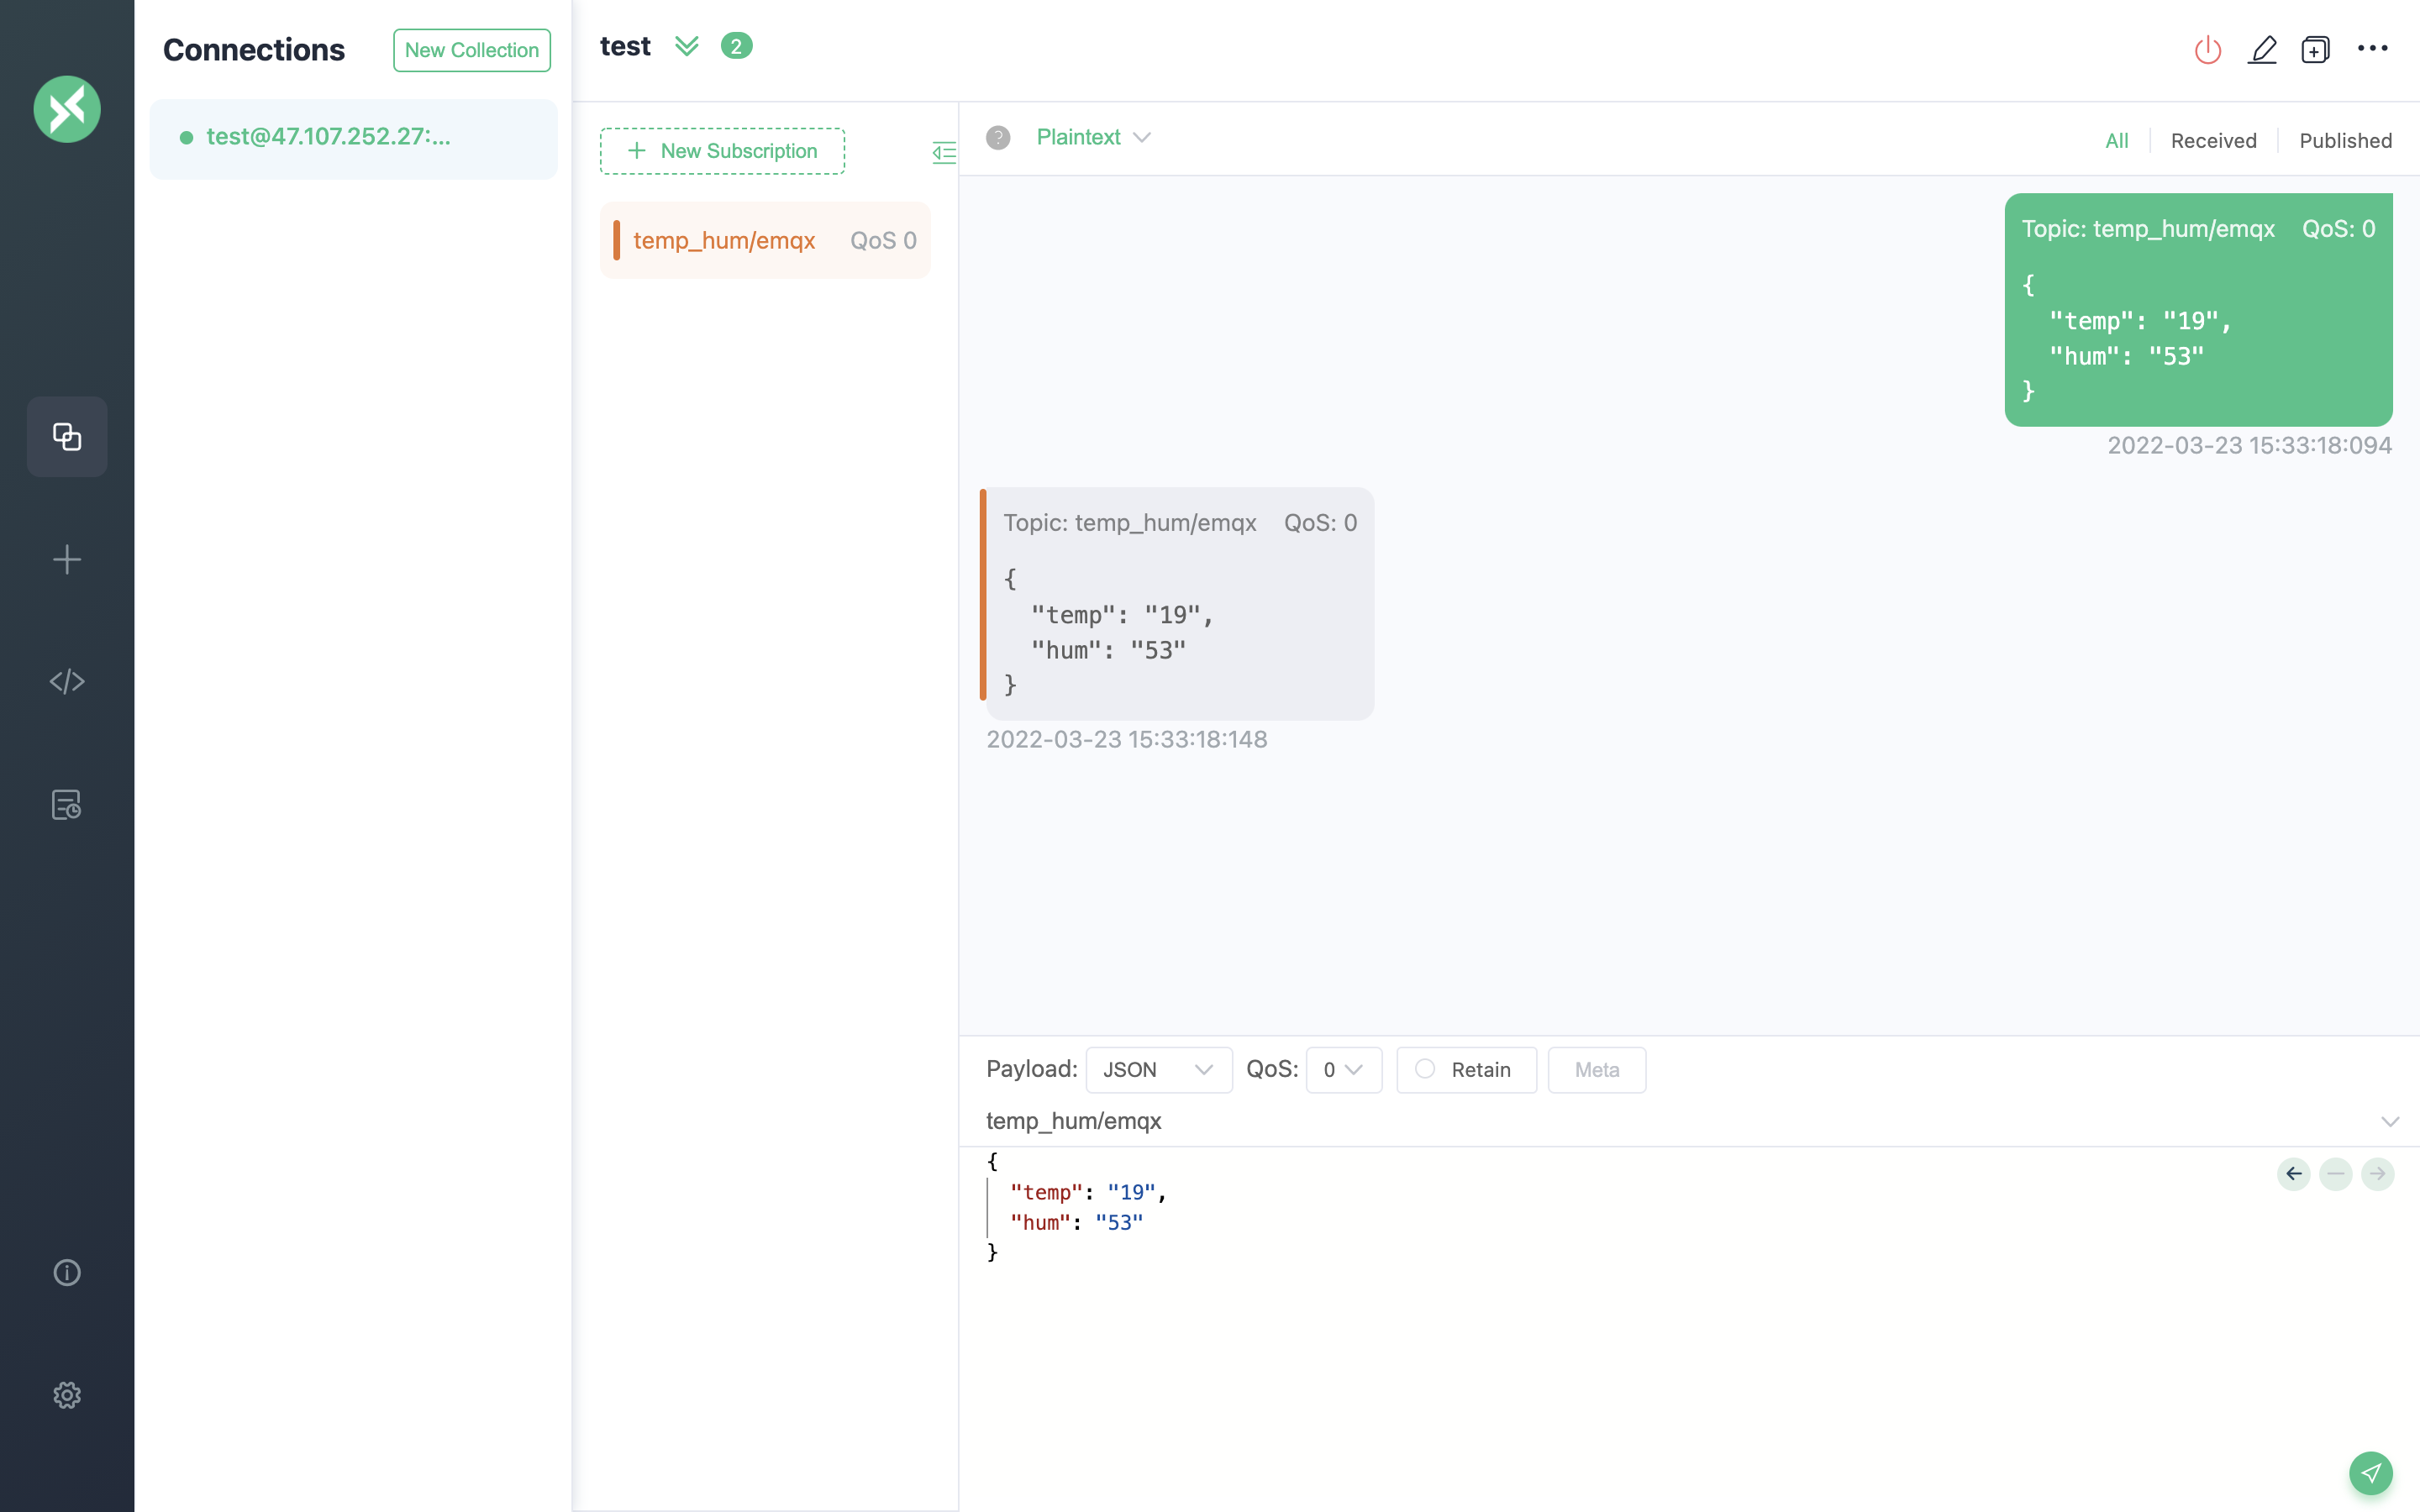 Connections
New Collection
test@47.107.252.27:...
test
2
New Subscription
temp_hum/emqx QoS 0
? Plaintext
All Received Published
Topic: temp_hum/emqx QoS: 0
{
"temp": "19",
"hum": "53"
}
2022-03-23 15:33:18:094
Topic: temp_hum/emqx QoS: 0
{
"temp": "19",
"hum": "53"
}
2022-03-23 15:33:18:148
Payload: JSON QoS: 0 Retain Meta
temp_hum/emqx
{
"temp": "19",
"hum": "53"
}